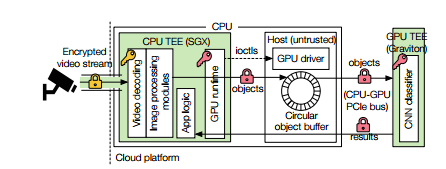 CPU
GPU TEE
(Graviton)
Encrypted
video stream
CPU TEE (SGX)
Host (untrusted)
ioctls
GPU driver
objects
objects
(CPU-GPU
PCIe bus)
results
Video decoding
Image processing
modules
App logic
GPU runtime
Circular
object buffer
CNN classifier
Cloud platform